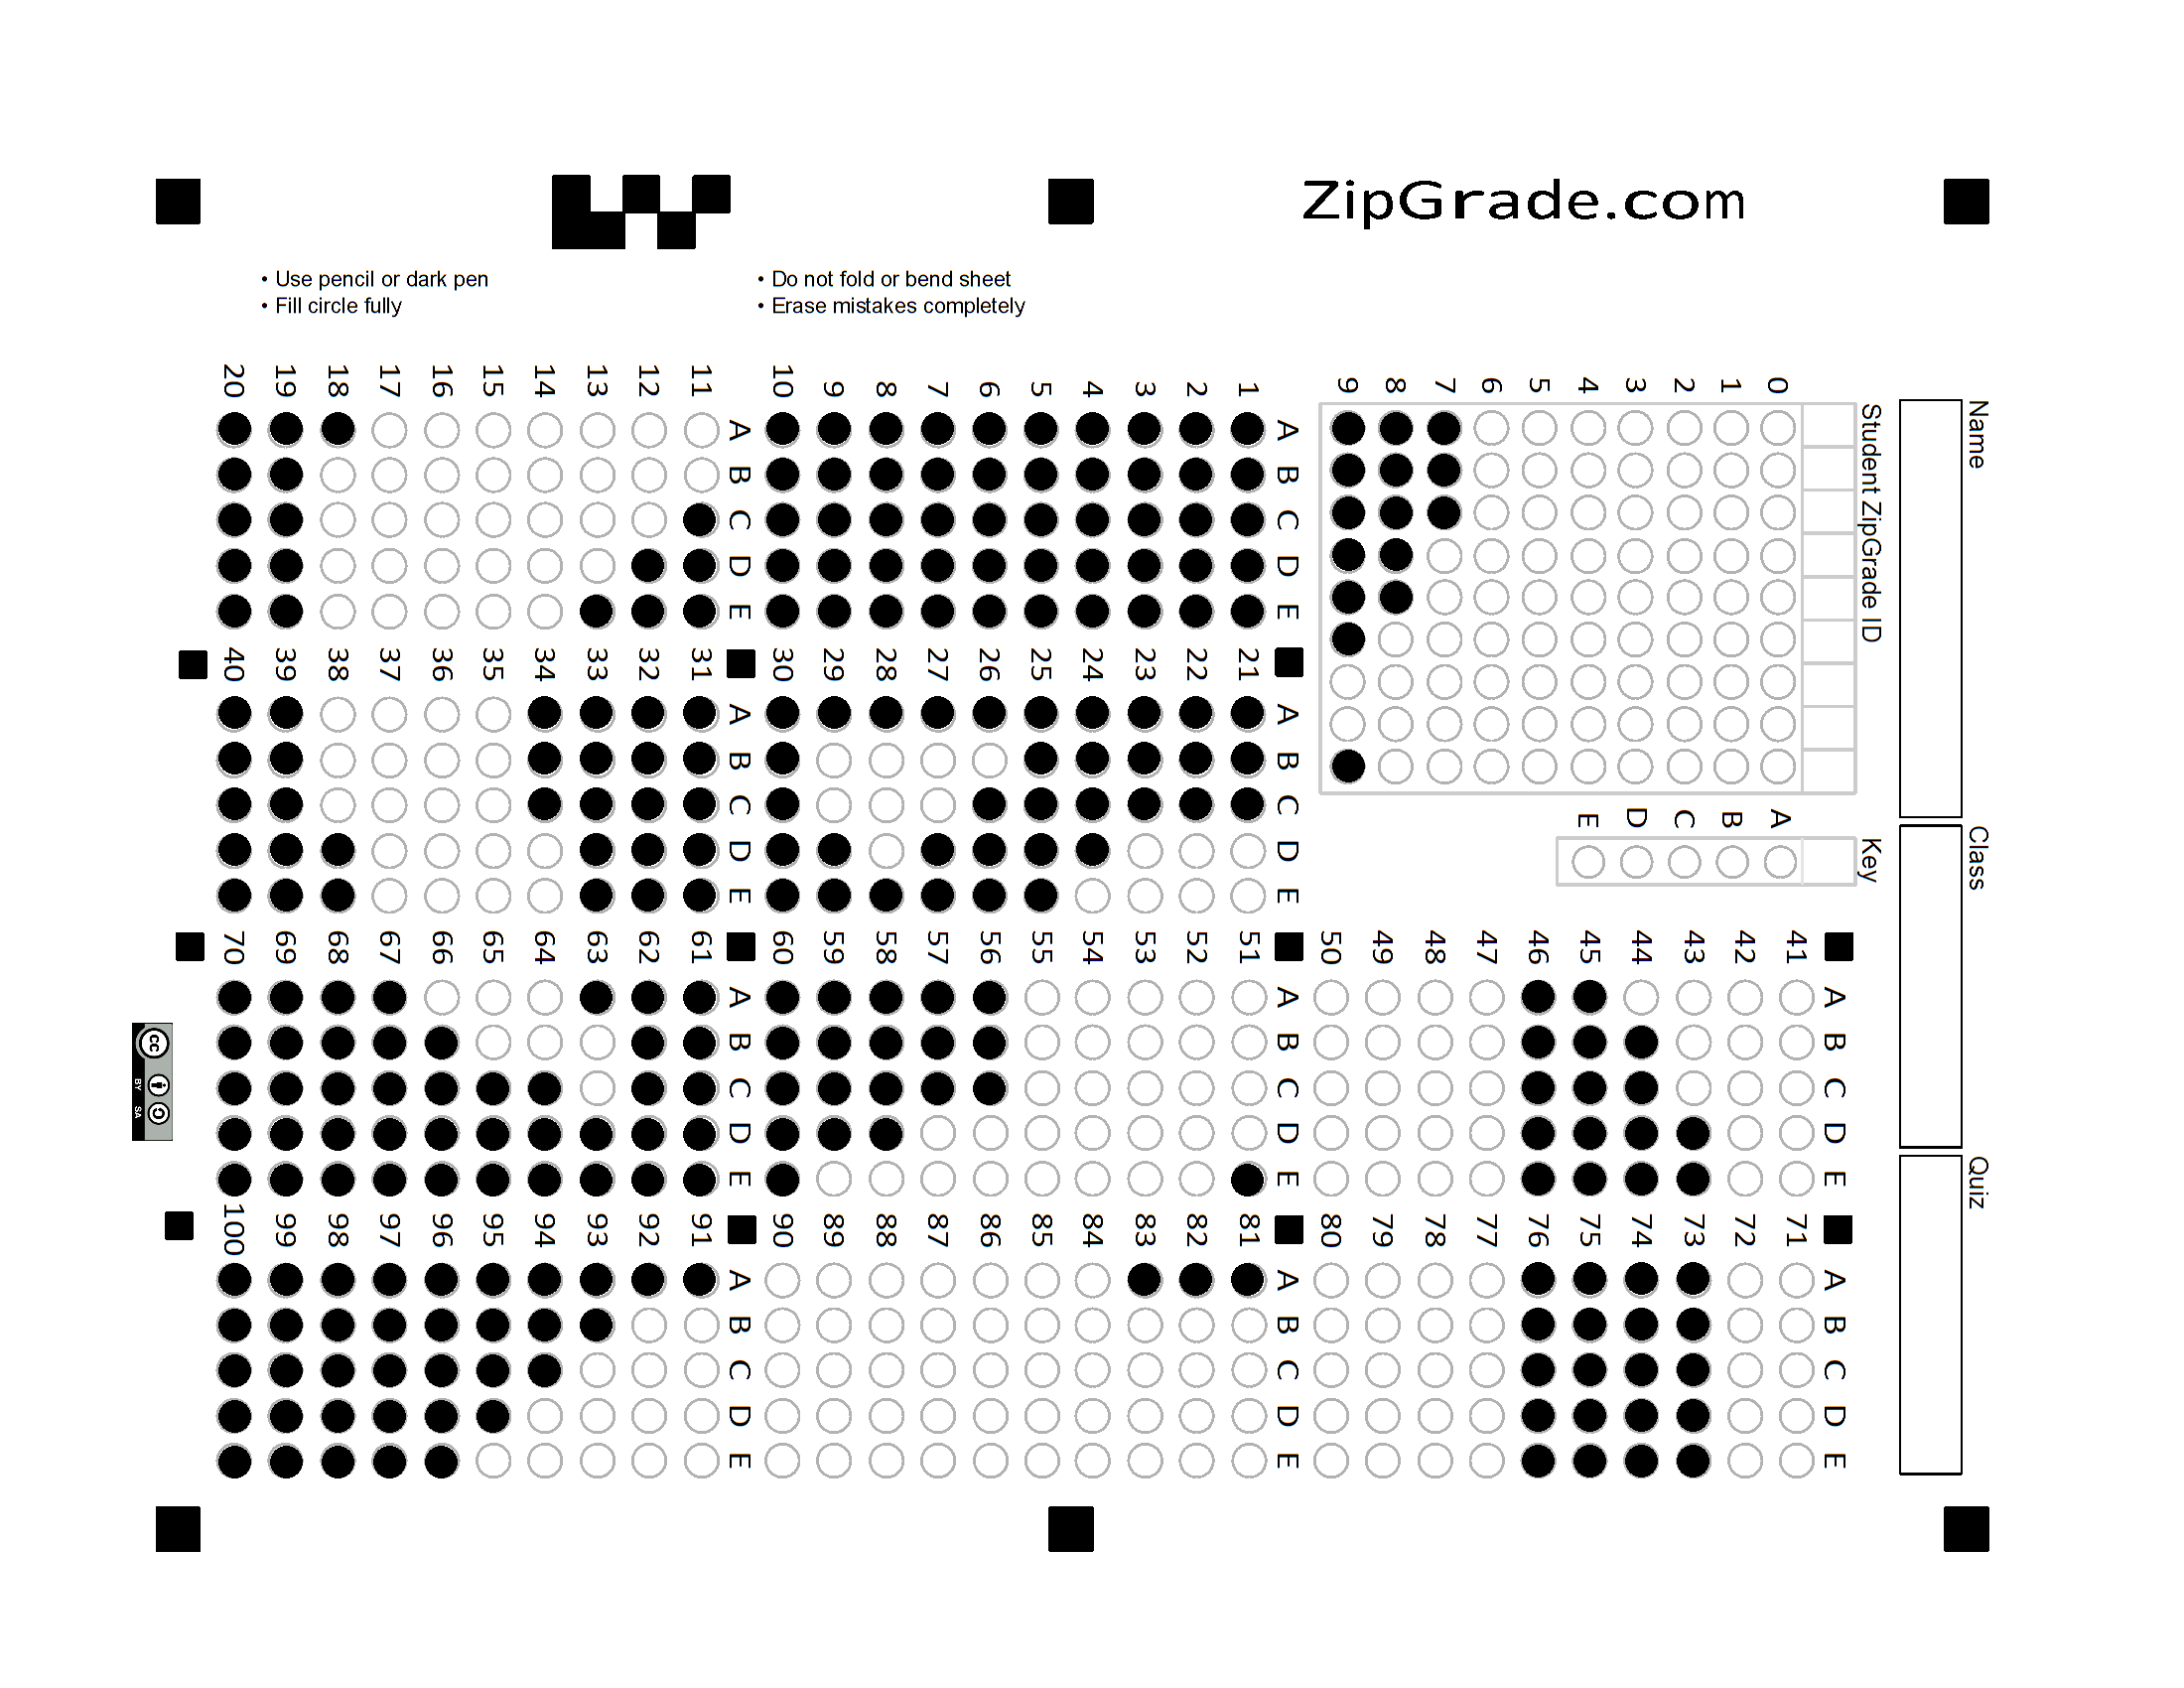 ZipGrade.com
• Use pencil or dark pen
• Fill circle fully
• Do not fold or bend sheet
• Erase mistakes completely
Name Class Quiz
Student ZipGrade ID Key
0 A
1 B
2 C
3 D
4 E
5
6
7
8
9
A B C D E A B C D E
41 71
42 72
43 73
44 74
45 75
46 76
47 77
48 78
49 79
50 80
A B C D E A B C D E A B C D E A B C D E
1 21 51 81
2 22 52 82
3 23 53 83
4 24 54 84
5 25 55 85
6 26 56 86
7 27 57 87
8 28 58 88
9 29 59 89
10 30 60 90
A B C D E A B C D E A B C D E A B C D E
11 31 61 91
12 32 62 92
13 33 63 93
14 34 64 94
15 35 65 95
16 36 66 96
17 37 67 97
18 38 68 98
19 39 69 99
20 40 70 100
cc BY SA